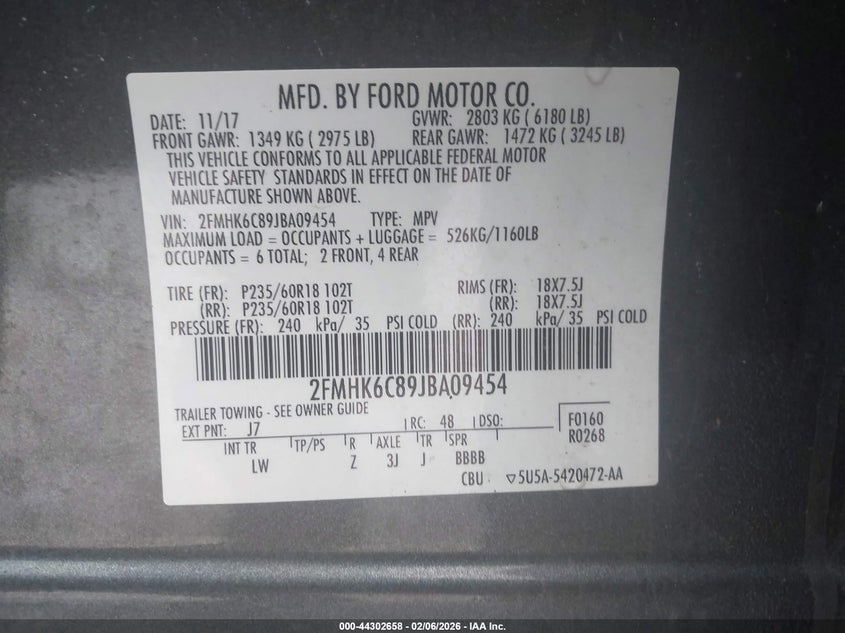 MFD. BY FORD MOTOR CO.
DATE: 11/17 GVWR: 2803 KG ( 6180 LB)
FRONT GAWR: 1349 KG ( 2975 LB) REAR GAWR: 1472 KG ( 3245 LB)
THIS VEHICLE CONFORMS TO ALL APPLICABLE FEDERAL MOTOR
VEHICLE SAFETY STANDARDS IN EFFECT ON THE DATE OF
MANUFACTURE SHOWN ABOVE.
VIN: 2FMHK6C89JBA09454 TYPE: MPV
MAXIMUM LOAD = OCCUPANTS + LUGGAGE = 526KG/1160LB
OCCUPANTS = 6 TOTAL; 2 FRONT, 4 REAR
TIRE (FR): P235/60R18 102T RIMS (FR): 18X7.5J
(RR): P235/60R18 102T (RR): 18X7.5J
PRESSURE (FR): 240 kPa/ 35 PSI COLD (RR): 240 kPa/ 35 PSI COLD
2FMHK6C89JBA09454
TRAILER TOWING - SEE OWNER GUIDE
EXT PNT: J7 RC: 48 DSO: F0160
R0268
INT TR TP/PS R AXLE TR SPR
LW Z 3J J BBBB
CBU ▽5U5A-5420472-AA
000-44302658 - 02/06/2026 - IAA Inc.